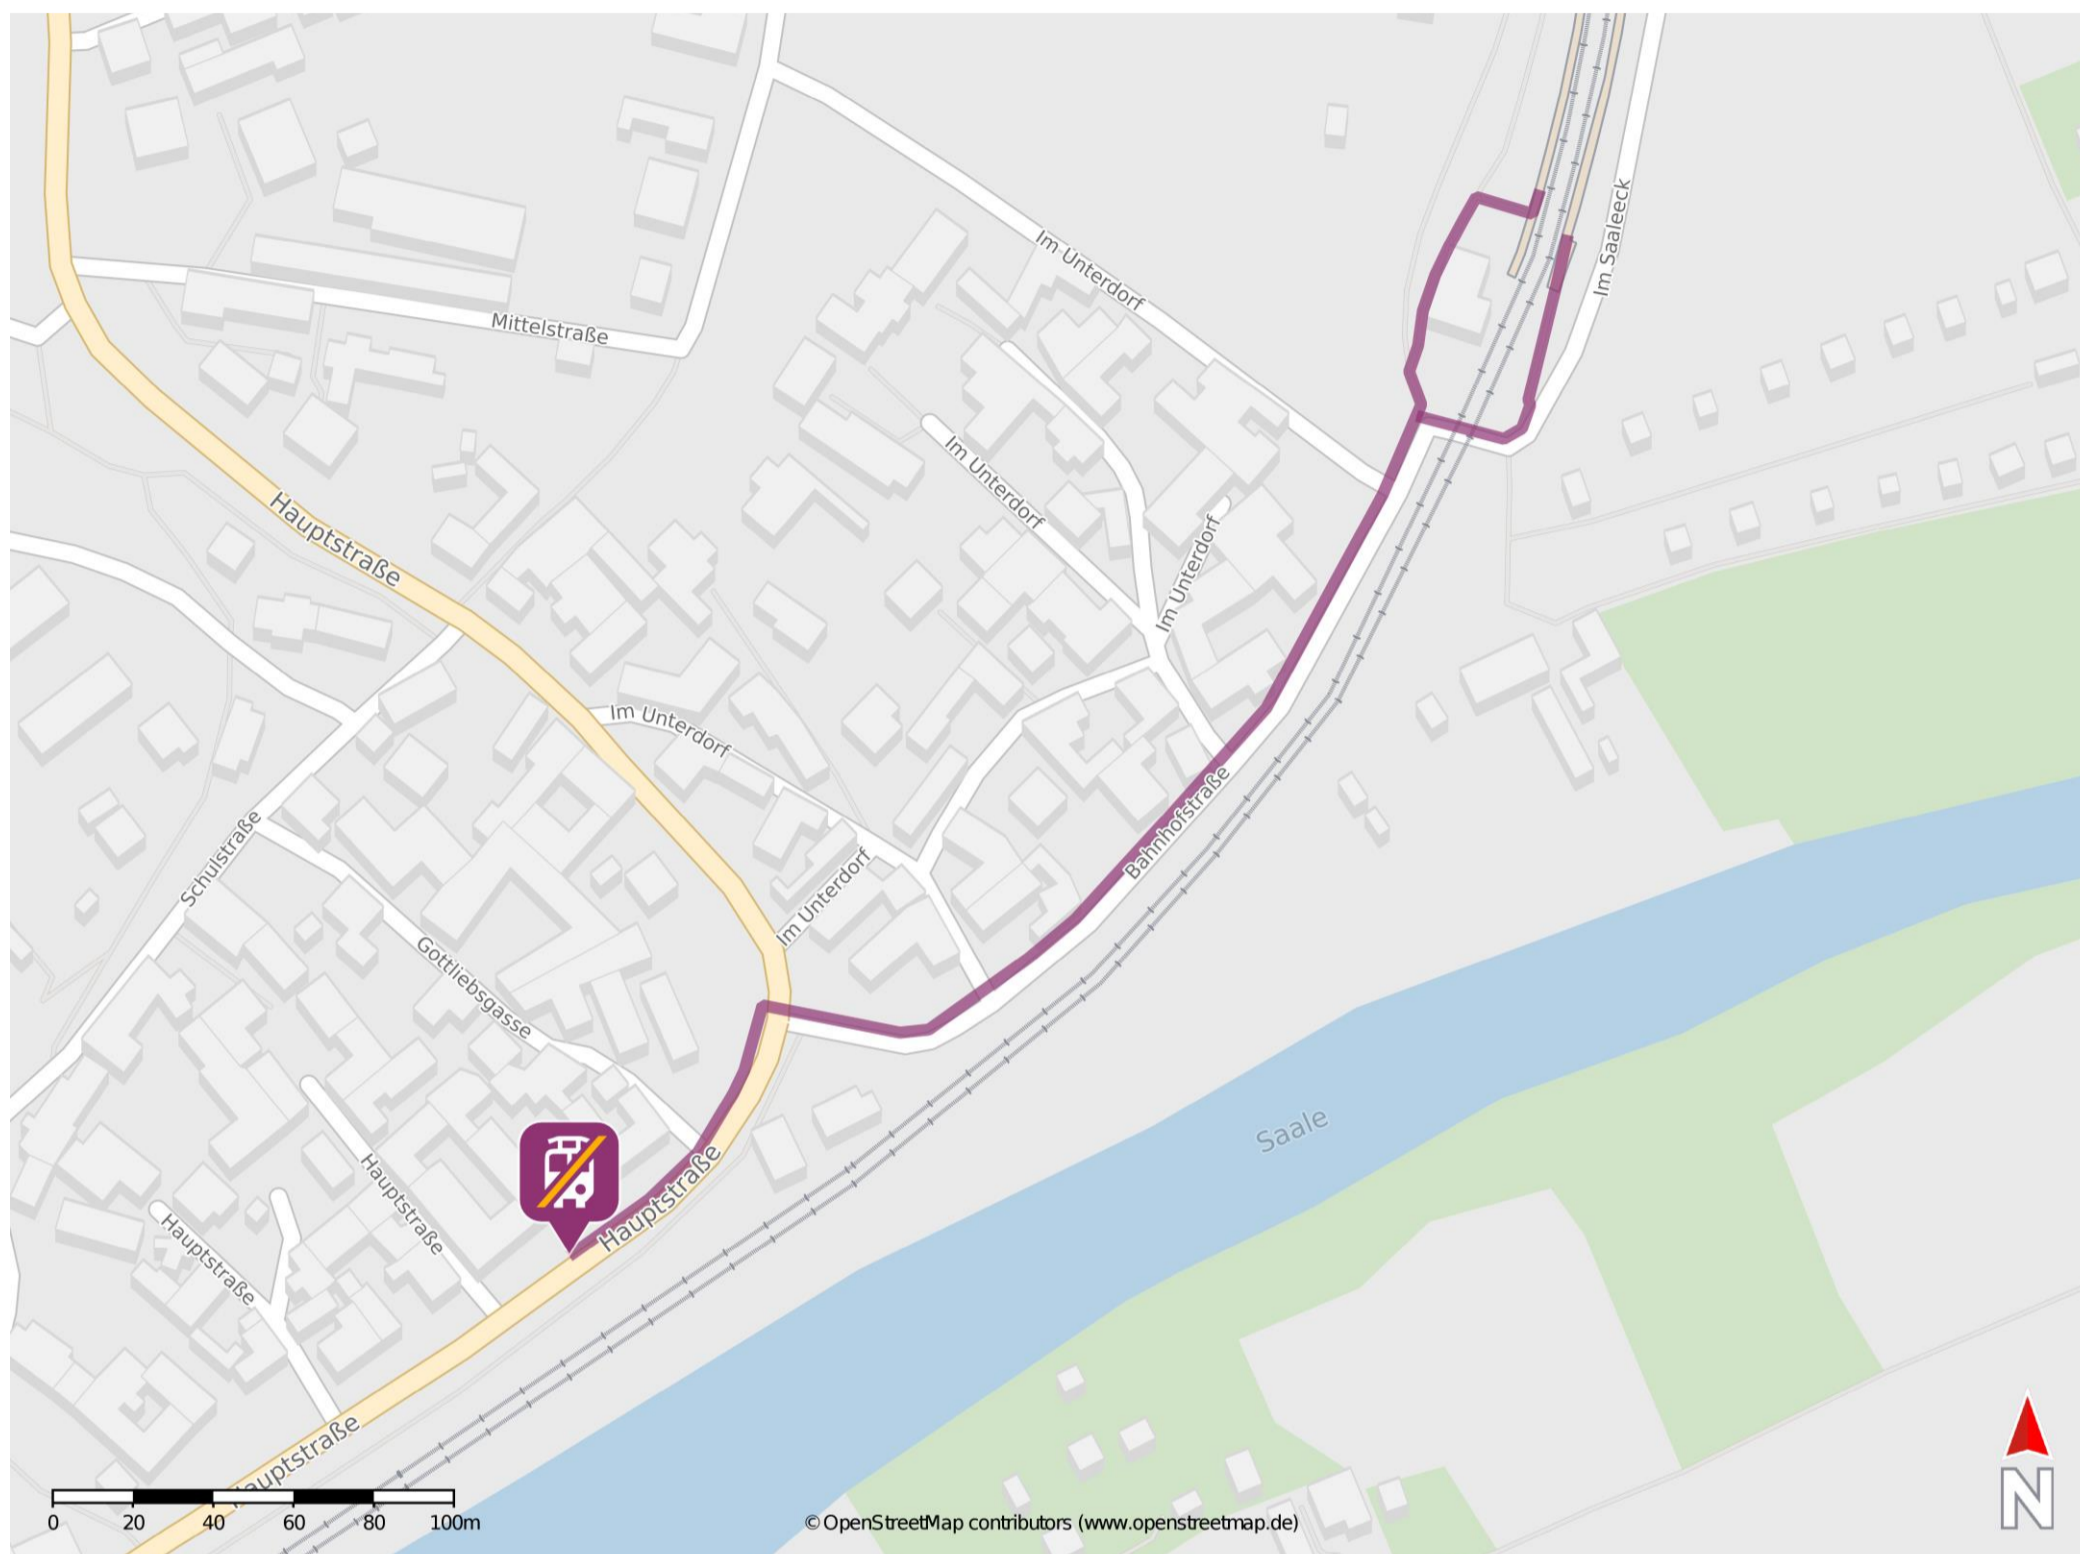 Im Saaleeck
Im Unterdorf
Mittelstraße
Im Unterdorf
Hauptstraße
Im Unterdorf
Im Unterdorf
Bahnhofstraße
Schulstraße
Im Unterdorf
Gottliebsgasse
Saale
Hauptstraße
Hauptstraße
Hauptstraße
Hauptstraße
0 20 40 60 80 100m
© OpenStreetMap contributors (www.openstreetmap.de)
N